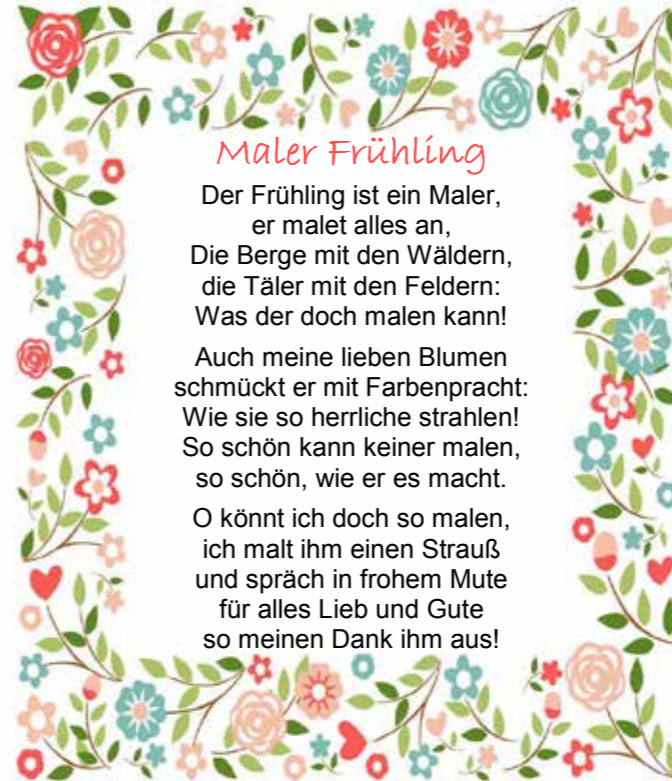 Maler Frühling
Der Frühling ist ein Maler,
er malet alles an,
Die Berge mit den Wäldern,
die Täler mit den Feldern:
Was der doch malen kann!
Auch meine lieben Blumen
schmückt er mit Farbenpracht:
Wie sie so herrliche strahlen!
So schön kann keiner malen,
so schön, wie er es macht.
O könnt ich doch so malen,
ich malt ihm einen Strauß
und spräch in frohem Mute
für alles Lieb und Gute
so meinen Dank ihm aus!